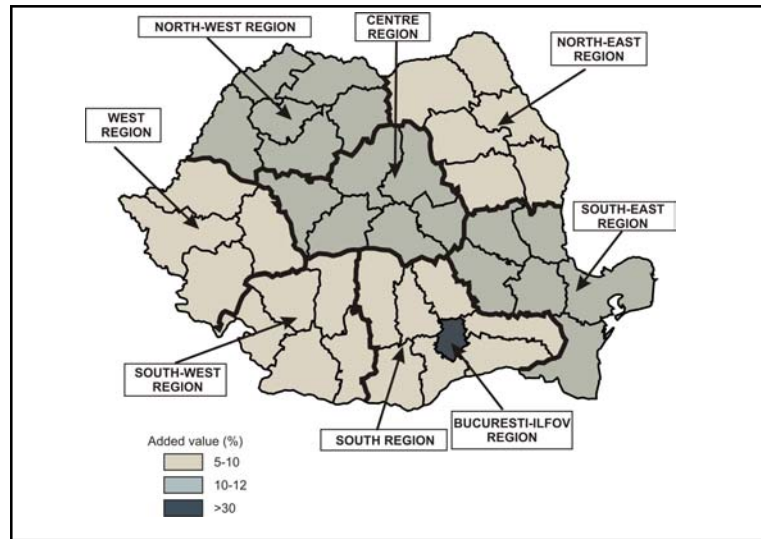 NORTH-WEST REGION
CENTRE
REGION
NORTH-EAST
REGION
WEST
REGION
SOUTH-EAST
REGION
SOUTH-WEST
REGION
SOUTH REGION
BUCURESTI-ILFOV
REGION
Added value (%)
5-10
10-12
>30